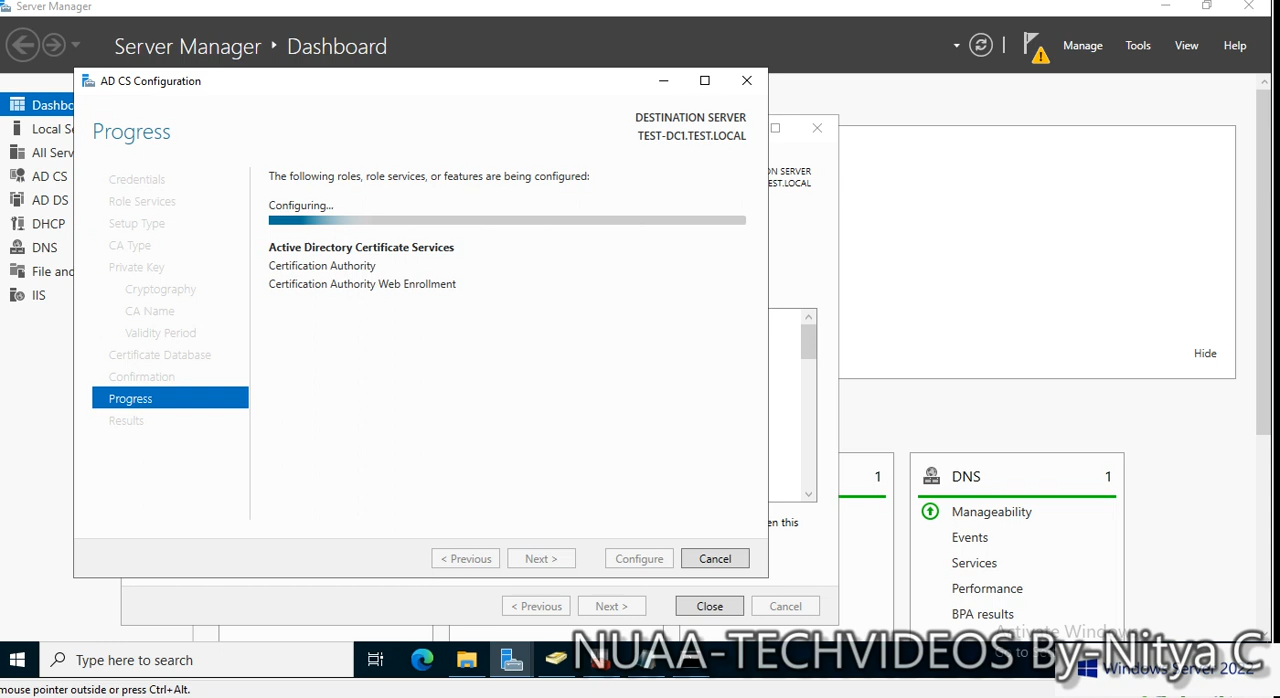 Server Manager
Server Manager ‣ Dashboard
Manage Tools View Help
AD CS Configuration
Progress
DESTINATION SERVER
TEST-DC1.TEST.LOCAL
Credentials
Role Services
Setup Type
CA Type
Private Key
Cryptography
CA Name
Validity Period
Certificate Database
Confirmation
Progress
Results
The following roles, role services, or features are being configured:
Configuring...
Active Directory Certificate Services
Certification Authority
Certification Authority Web Enrollment
< Previous Next > Configure Cancel
Dashbo
Local Se
All Serv
AD CS
AD DS
DHCP
DNS
File and
IIS
ON SERVER
EST.LOCAL
en this
< Previous Next > Close Cancel
Hide
1
DNS 1
Manageability
Events
Services
Performance
BPA results
Activate Windows
Go to Se
Type here to search
NUAA-TECHVIDEOS By-Nitya C
Windows Server 2022
mouse pointer outside or press Ctrl+Alt.